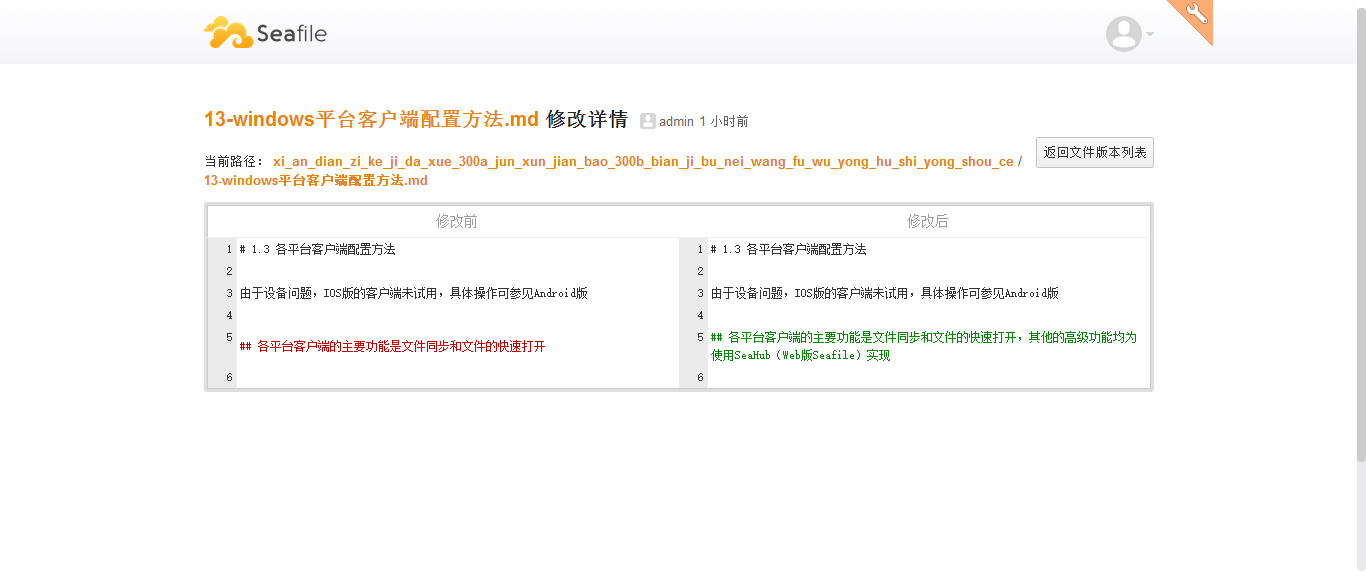 Seafile
13-windows平台客户端配置方法.md 修改详情 admin 1 小时前
当前路径： xi_an_dian_zi_ke_ji_da_xue_300a_jun_xun_jian_bao_300b_bian_ji_bu_nei_wang_fu_wu_yong_hu_shi_yong_shou_ce /
13-windows平台客户端配置方法.md
返回文件版本列表
修改前
1 # 1.3 各平台客户端配置方法
2
3 由于设备问题，IOS版的客户端未试用，具体操作可参见Android版
4
5 ## 各平台客户端的主要功能是文件同步和文件的快速打开
6
修改后
1 # 1.3 各平台客户端配置方法
2
3 由于设备问题，IOS版的客户端未试用，具体操作可参见Android版
4
5 ## 各平台客户端的主要功能是文件同步和文件的快速打开，其他的高级功能均为
使用SeaHub（Web版Seafile）实现
6